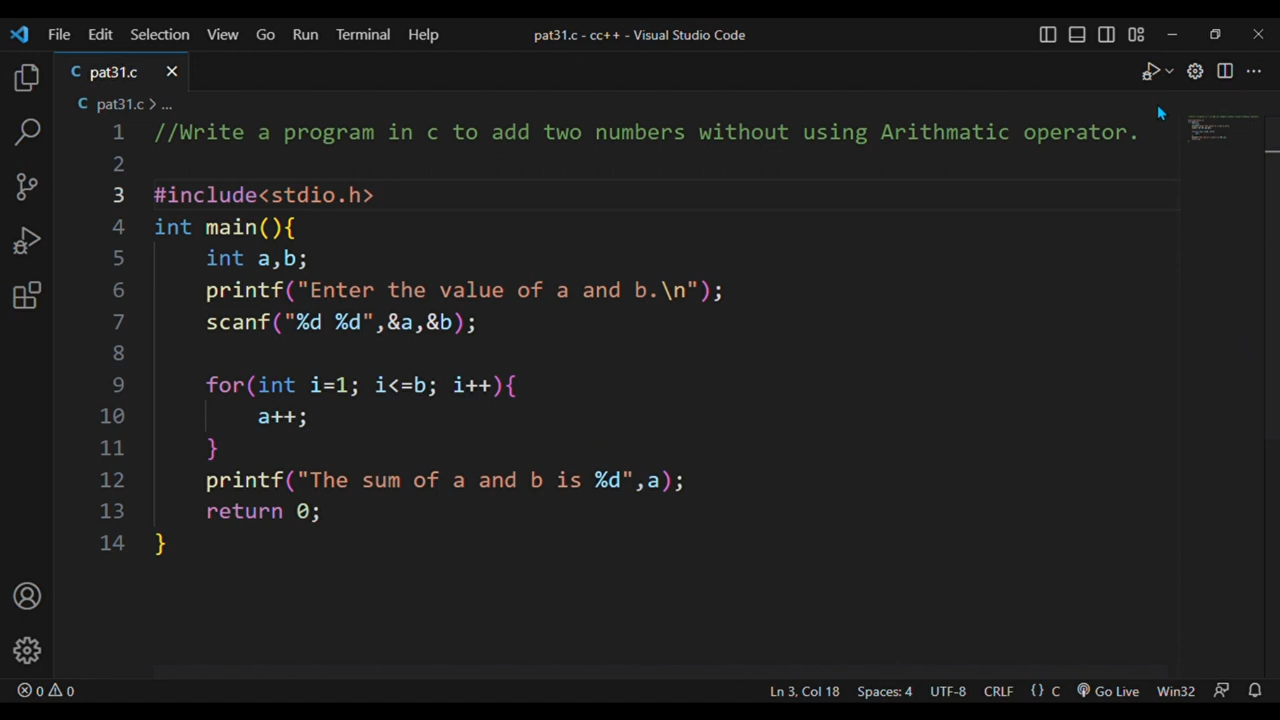 File Edit Selection View Go Run Terminal Help pat31.c - cc++ - Visual Studio Code
C pat31.c
C pat31.c > ...
1 //Write a program in c to add two numbers without using Arithmatic operator.
2
3 #include<stdio.h>
4 int main(){
5     int a,b;
6     printf("Enter the value of a and b.\n");
7     scanf("%d %d",&a,&b);
8
9     for(int i=1; i<=b; i++){
10         a++;
11     }
12     printf("The sum of a and b is %d",a);
13     return 0;
14 }
0 0 Ln 3, Col 18 Spaces: 4 UTF-8 CRLF {} C Go Live Win32